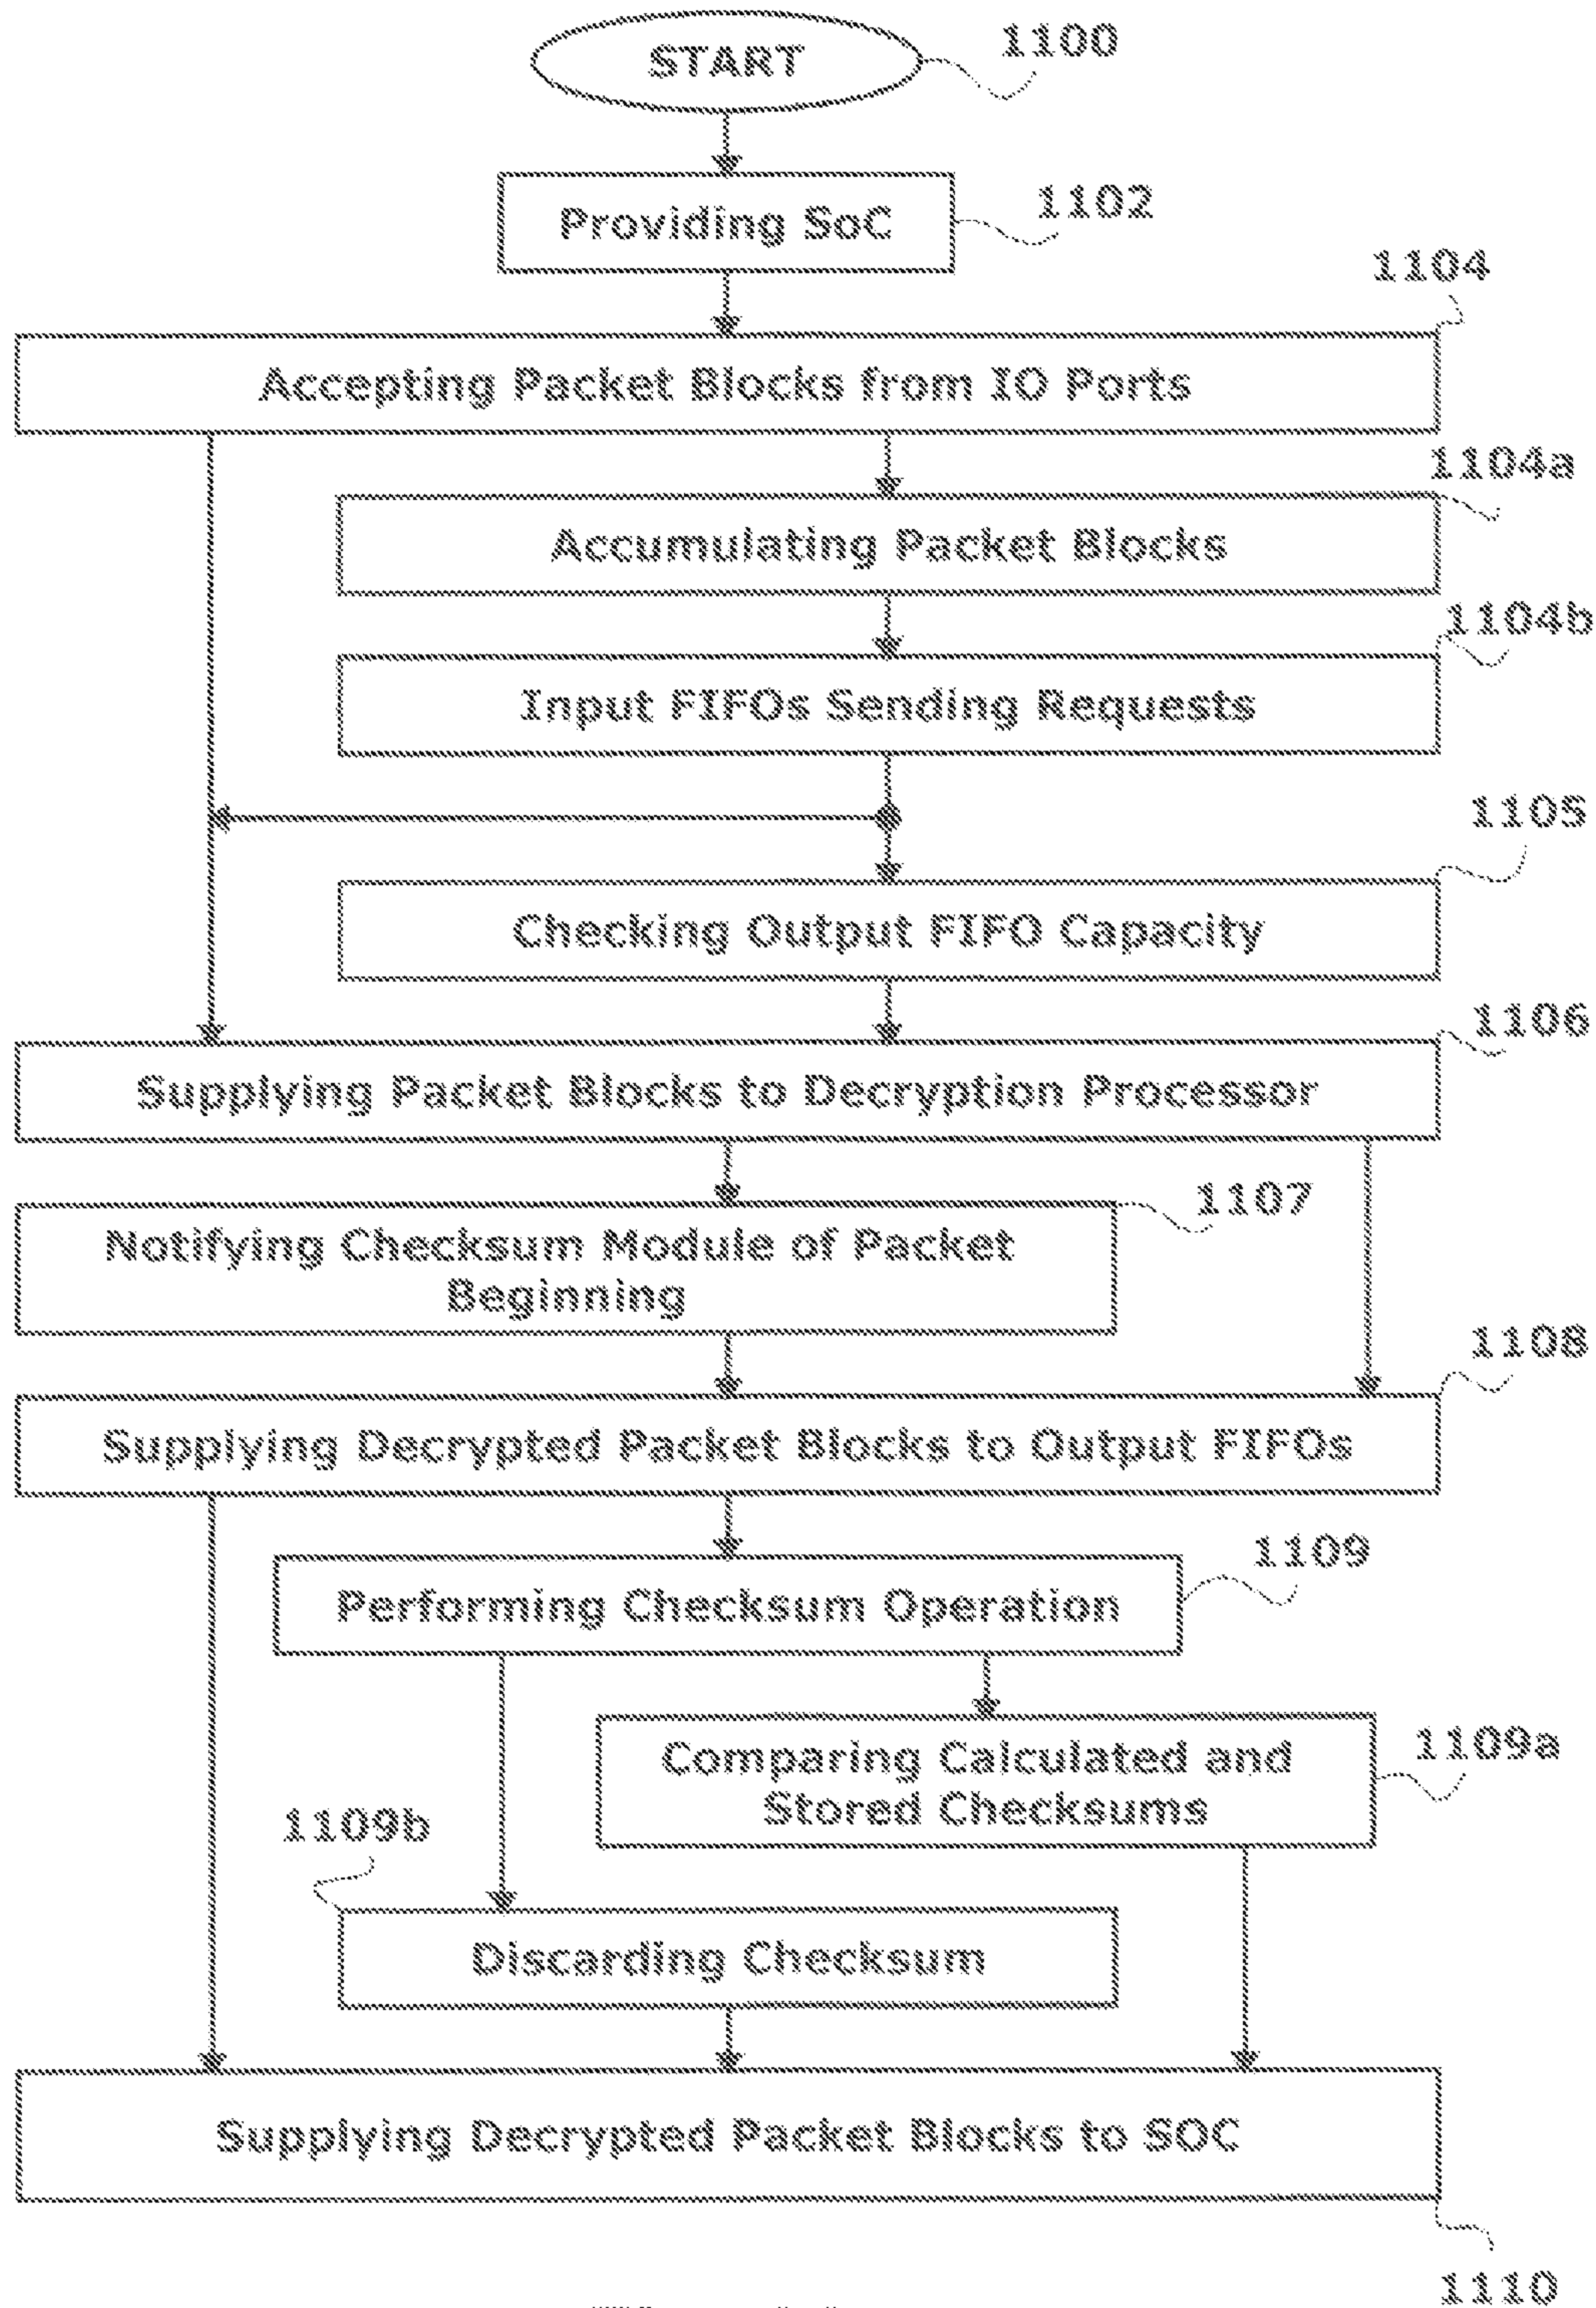 START
1100
Providing SoC
1102
1104
Accepting Packet Blocks from IO Ports
1104a
Accumulating Packet Blocks
1104b
Input FIFOs Sending Requests
1105
Checking Output FIFO Capacity
1106
Supplying Packet Blocks to Decryption Processor
1107
Notifying Checksum Module of Packet
Beginning
1108
Supplying Decrypted Packet Blocks to Output FIFOs
1109
Performing Checksum Operation
1109a
Comparing Calculated and
Stored Checksums
1109b
Discarding Checksum
Supplying Decrypted Packet Blocks to SOC
1110